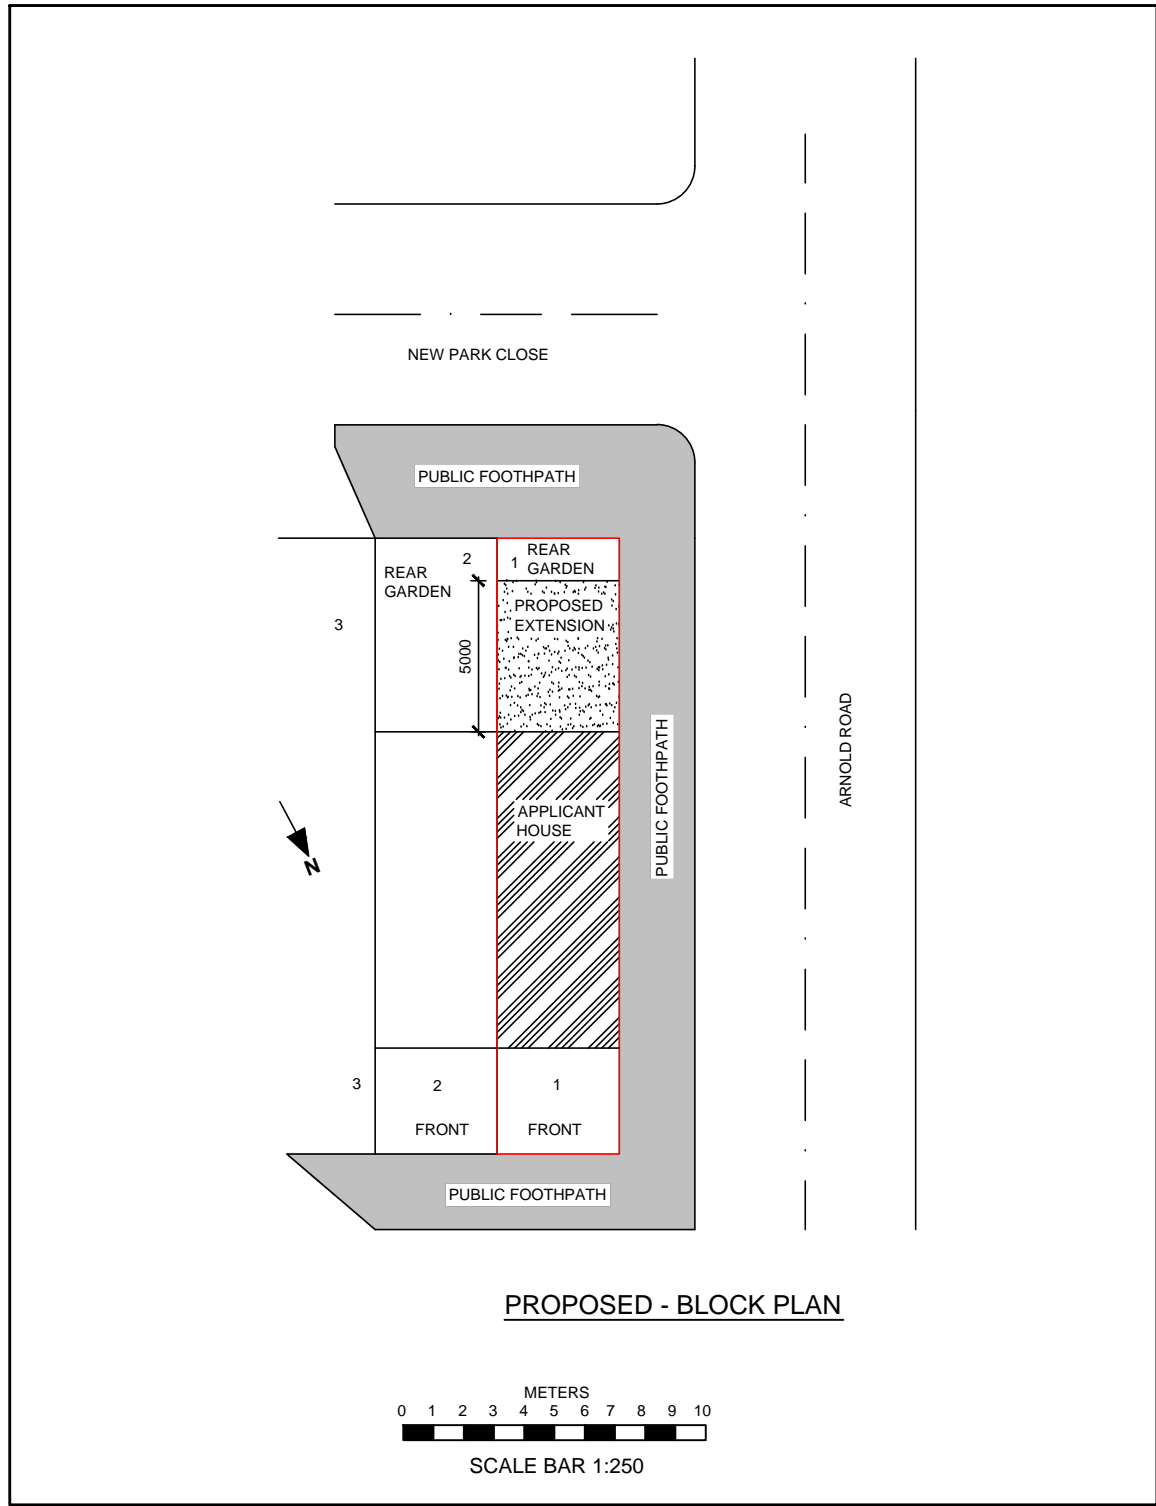 NEW PARK CLOSE
PUBLIC FOOTHPATH
REAR
GARDEN
2
1
REAR
GARDEN
3
5000
PROPOSED
EXTENSION
ARNOLD ROAD
PUBLIC FOOTHPATH
APPLICANT
HOUSE
N
3
2
1
FRONT
FRONT
PUBLIC FOOTHPATH
PROPOSED - BLOCK PLAN
METERS
0 1 2 3 4 5 6 7 8 9 10
SCALE BAR 1:250